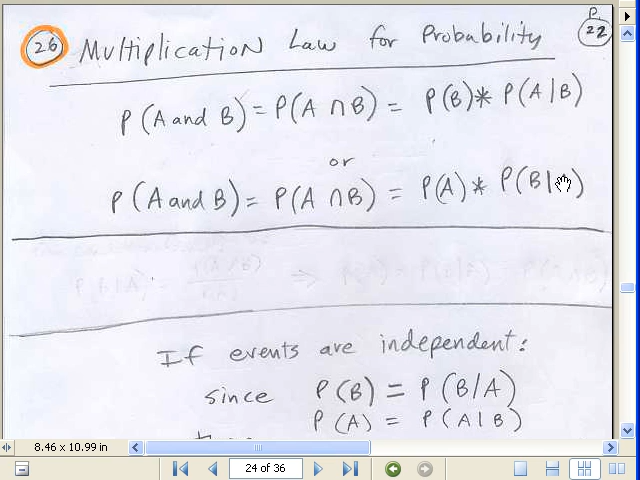 P.
22
26 Multiplication Law for Probability
P(A and B) = P(A ∩ B) = P(B) * P(A|B)
or
P(A and B) = P(A ∩ B) = P(A) * P(B|
)
If events are independent:
since P(B) = P(B/A)
P(A) = P(A|B)
8.46 x 10.99 in
24 of 36